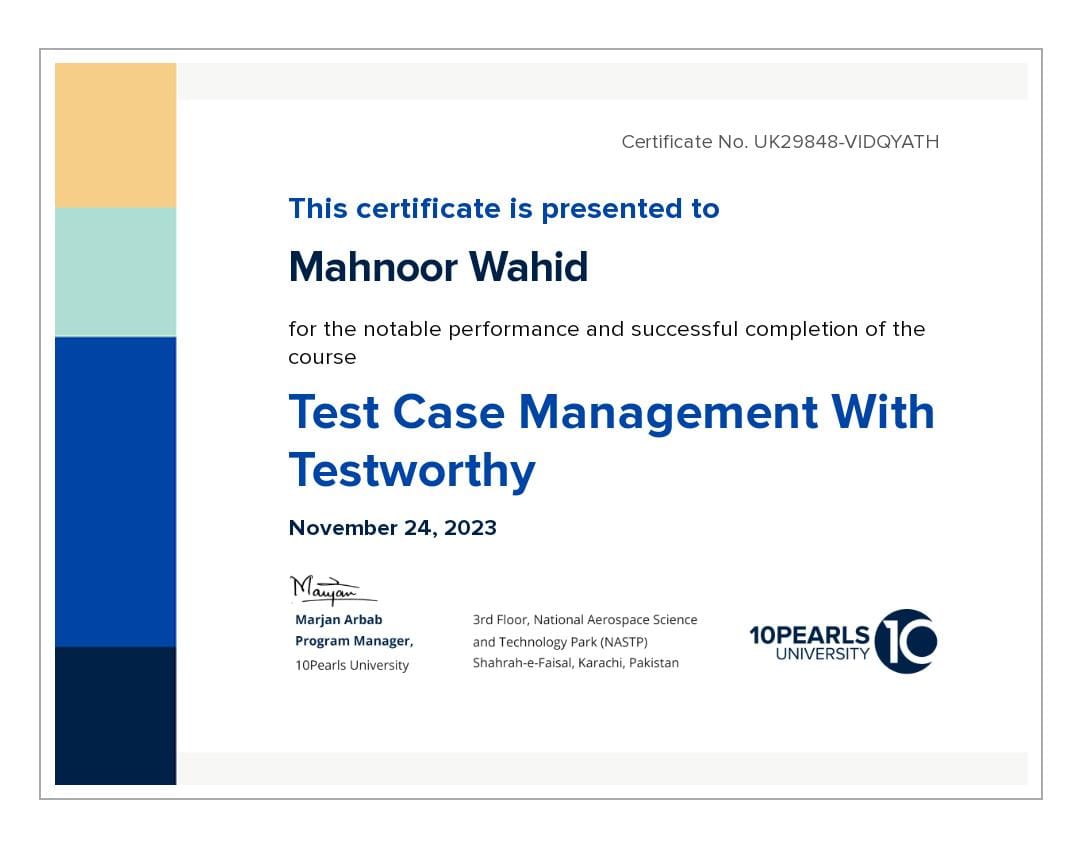 Certificate No. UK29848-VIDQYATH
This certificate is presented to
Mahnoor Wahid
for the notable performance and successful completion of the
course
Test Case Management With
Testworthy
November 24, 2023
Marjan
Marjan Arbab
Program Manager,
10Pearls University
3rd Floor, National Aerospace Science
and Technology Park (NASTP)
Shahrah-e-Faisal, Karachi, Pakistan
10PEARLS
UNIVERSITY
10